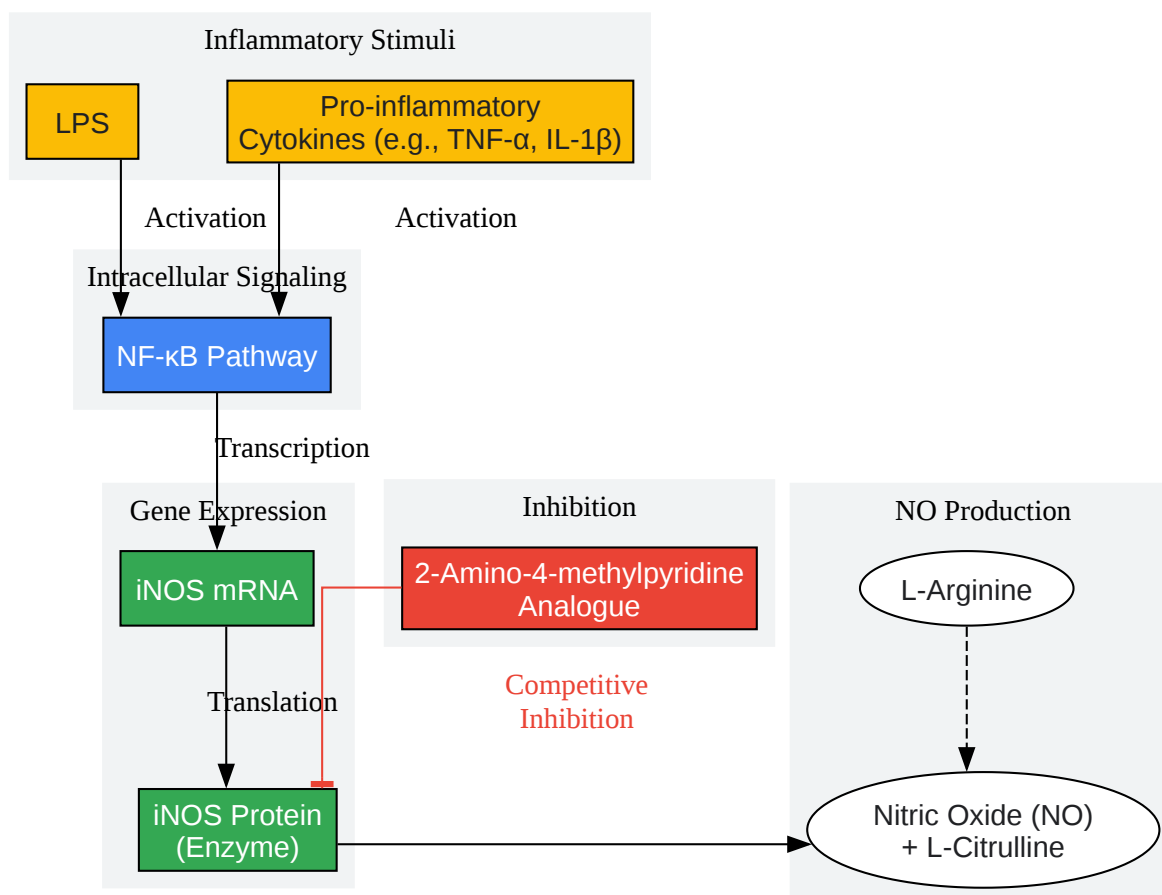 Inflammatory Stimuli
LPS
Pro-inflammatory
Cytokines (e.g., TNF-α, IL-1β)
Activation
Activation
Intracellular Signaling
NF-κB Pathway
Transcription
Gene Expression
Inhibition
NO Production
iNOS mRNA
2-Amino-4-methylpyridine
Analogue
L-Arginine
Translation
Competitive
Inhibition
iNOS Protein
(Enzyme)
Nitric Oxide (NO)
+ L-Citrulline